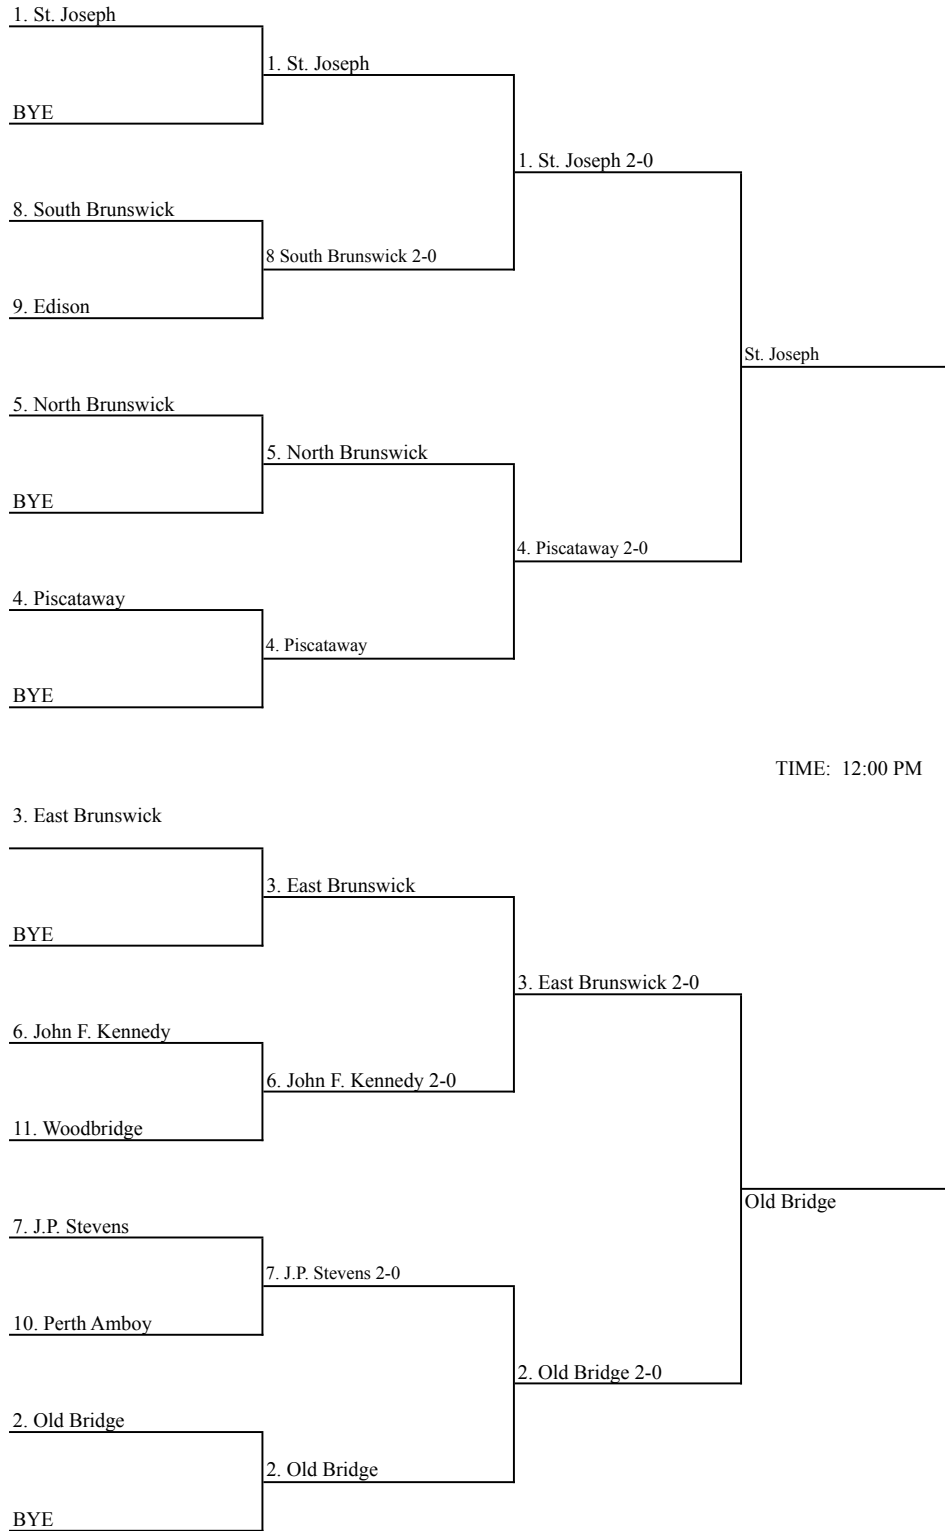 1. St. Joseph
1. St. Joseph
BYE
1. St. Joseph 2-0
8. South Brunswick
8 South Brunswick 2-0
9. Edison
St. Joseph
5. North Brunswick
5. North Brunswick
BYE
4. Piscataway 2-0
4. Piscataway
4. Piscataway
BYE
TIME: 12:00 PM
3. East Brunswick
3. East Brunswick
BYE
3. East Brunswick 2-0
6. John F. Kennedy
6. John F. Kennedy 2-0
11. Woodbridge
Old Bridge
7. J.P. Stevens
7. J.P. Stevens 2-0
10. Perth Amboy
2. Old Bridge 2-0
2. Old Bridge
2. Old Bridge
BYE